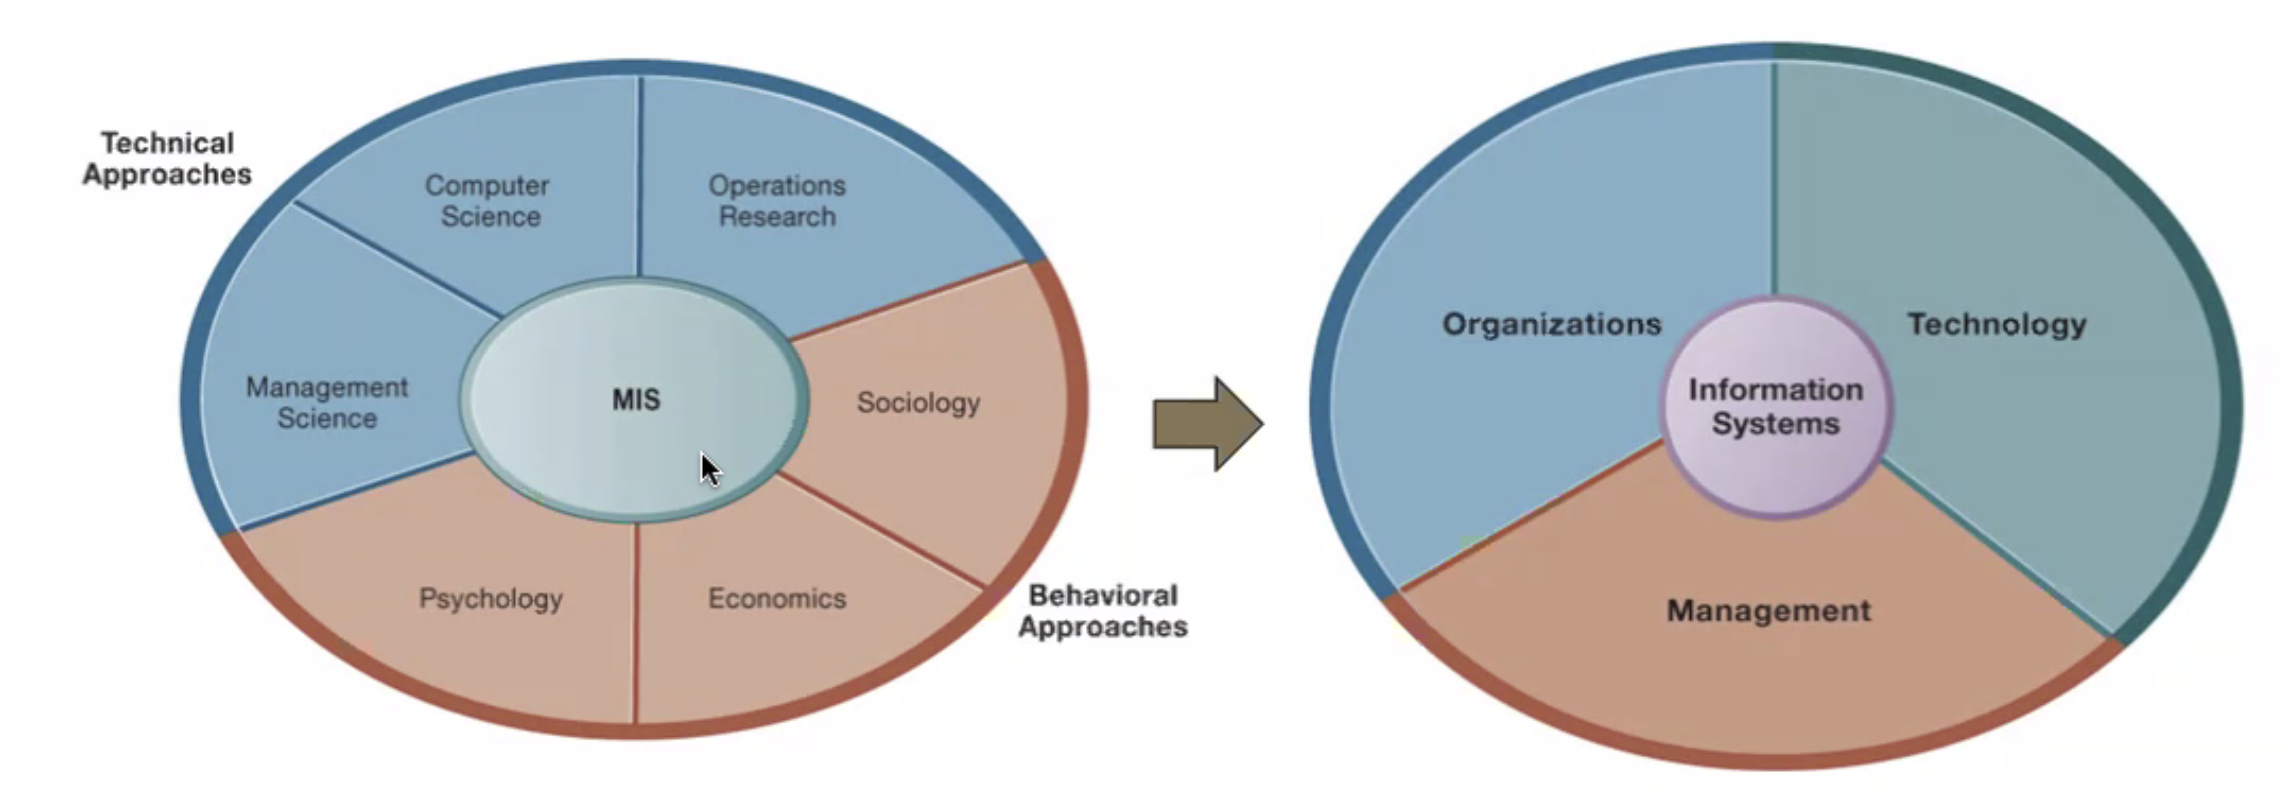 Technical
Approaches
Computer
Science
Operations
Research
Management
Science
MIS
Sociology
Psychology
Economics
Behavioral
Approaches
Organizations
Technology
Information
Systems
Management